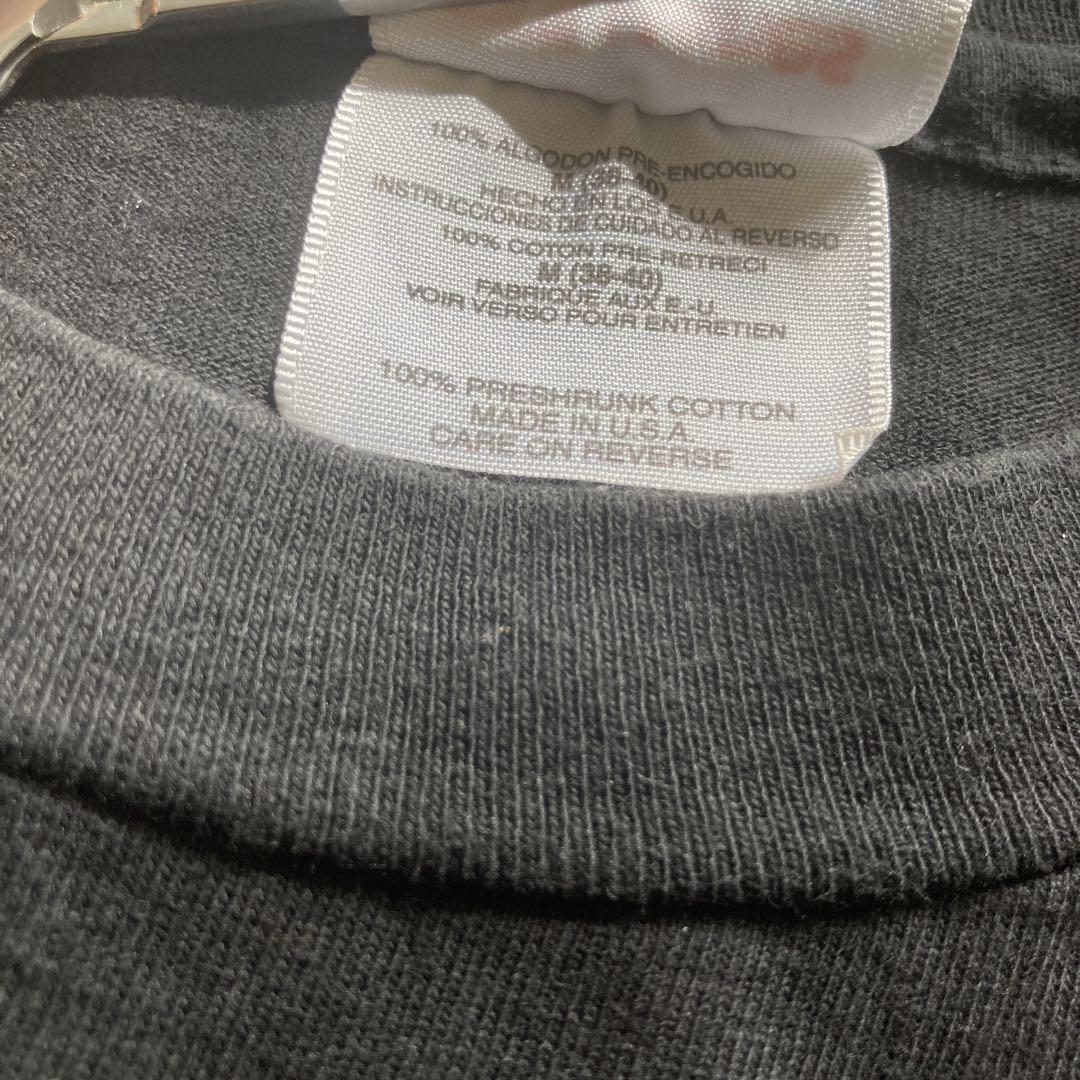 100% ALGODON PRE-ENCOGIDO
M (38-40)
HECHO EN LOS E.U.A.
INSTRUCCIONES DE CUIDADO AL REVERSO
100% COTON PRE-RETRECI
M (38-40)
FABRIQUE AUX E.-U.
VOIR VERSO POUR ENTRETIEN
100% PRESHRUNK COTTON
MADE IN U.S.A.
CARE ON REVERSE